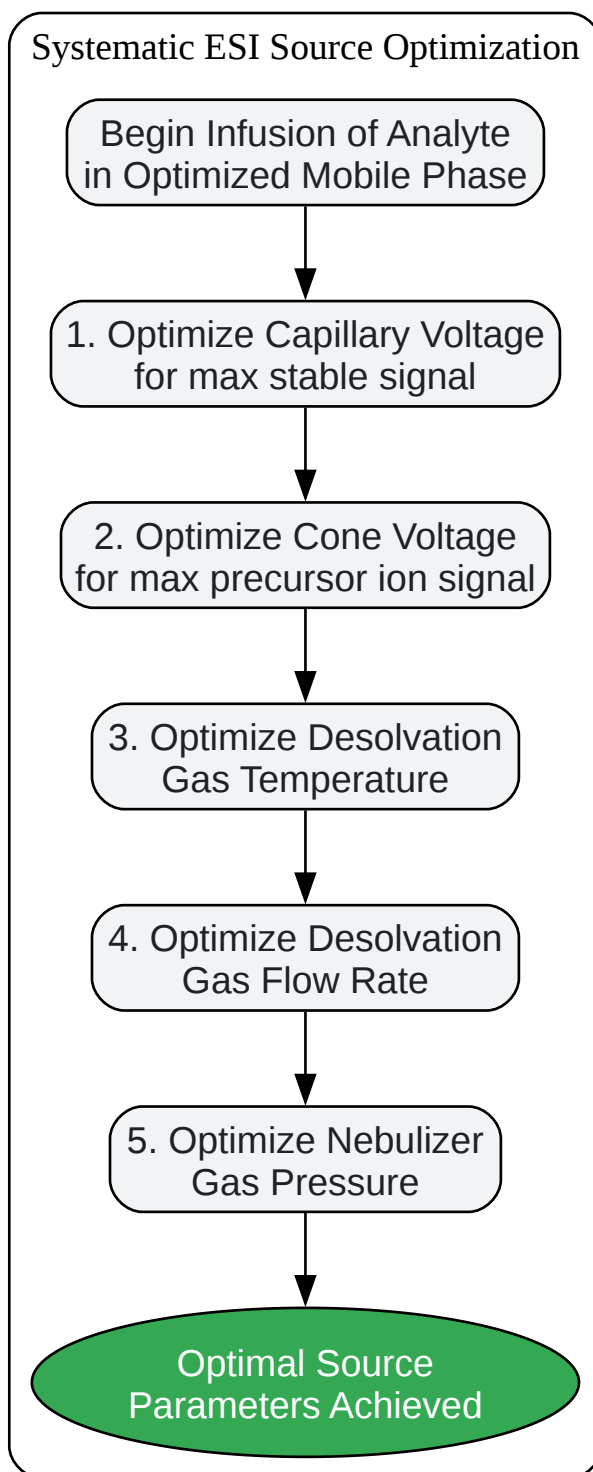 Systematic ESI Source Optimization
Begin Infusion of Analyte
in Optimized Mobile Phase
1. Optimize Capillary Voltage
for max stable signal
2. Optimize Cone Voltage
for max precursor ion signal
3. Optimize Desolvation
Gas Temperature
4. Optimize Desolvation
Gas Flow Rate
5. Optimize Nebulizer
Gas Pressure
Optimal Source
Parameters Achieved